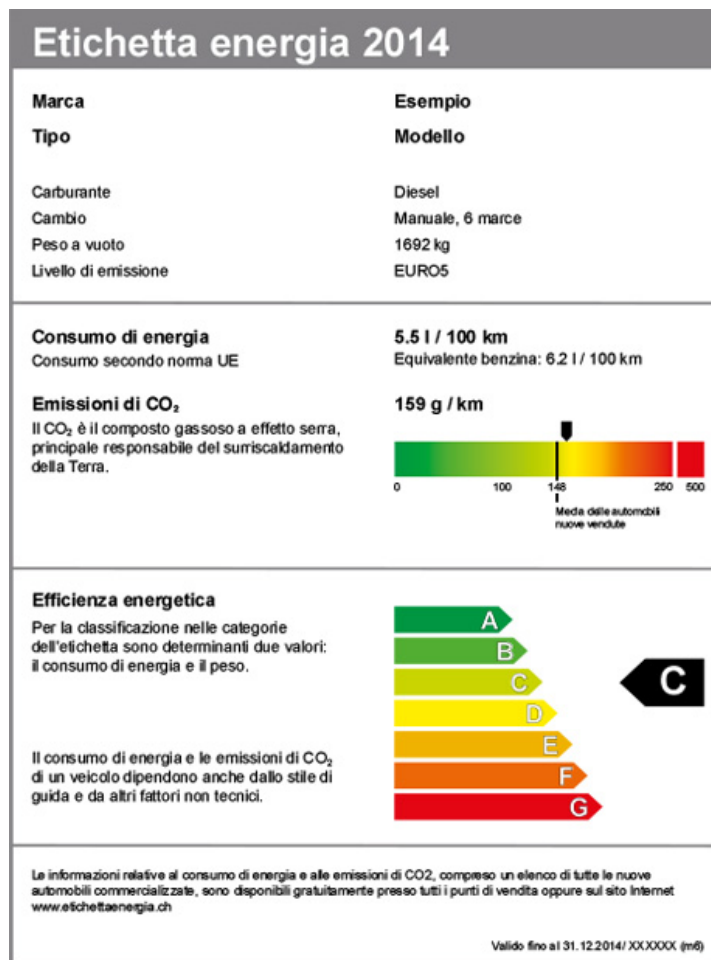 Etichetta energia 2014
Marca Esempio
Tipo Modello
Carburante Diesel
Cambio Manuale, 6 marce
Peso a vuoto 1692 kg
Livello di emissione EURO5
Consumo di energia 5.5 l / 100 km
Consumo secondo norma UE Equivalente benzina: 6.2 l / 100 km
Emissioni di CO₂ 159 g / km
Il CO₂ è il composto gassoso a effetto serra,
principale responsabile del surriscaldamento
della Terra.
0 100 148 250 500
Media delle automobili
nuove vendute
Efficienza energetica
Per la classificazione nelle categorie
dell'etichetta sono determinanti due valori:
il consumo di energia e il peso.
Il consumo di energia e le emissioni di CO₂
di un veicolo dipendono anche dallo stile di
guida e da altri fattori non tecnici.
A
B
C
D
E
F
G
C
Le informazioni relative al consumo di energia e alle emissioni di CO2, compreso un elenco di tutte le nuove
automobili commercializzate, sono disponibili gratuitamente presso tutti i punti di vendita oppure sul sito Internet
www.etichettaenergia.ch
Valido fino al 31.12.2014/ XXXXXX (m6)